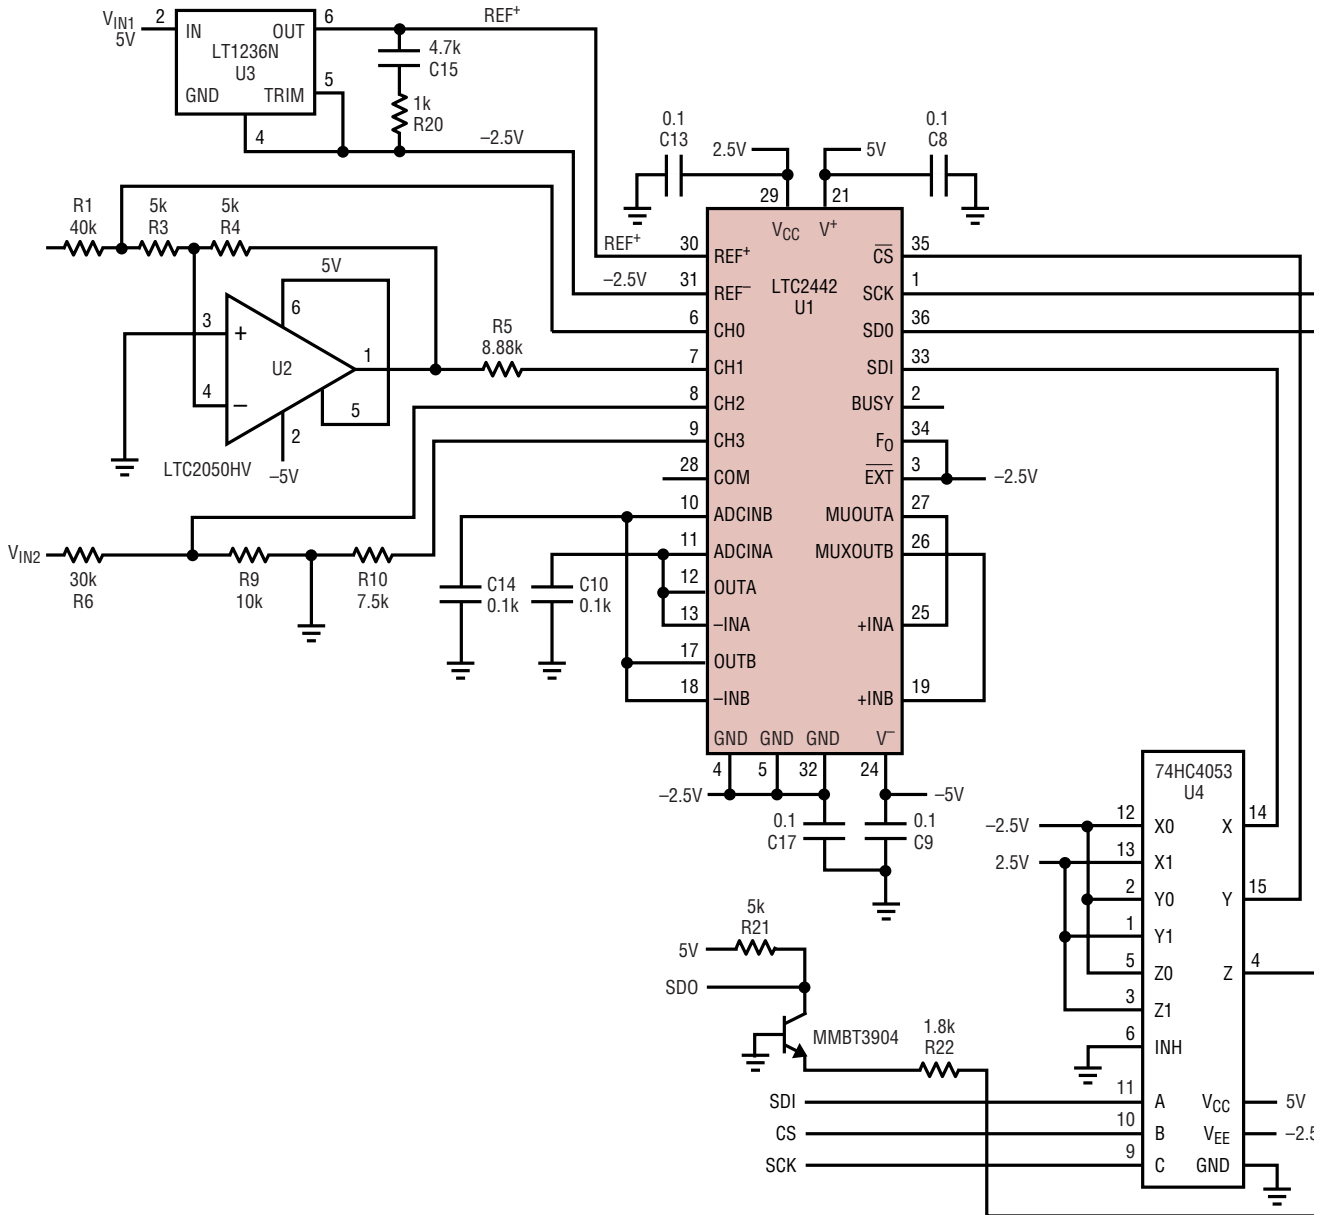 V_IN1
5V
2
IN
OUT
6
LT1236N
U3
GND
TRIM
5
4
REF+
4.7k
C15
1k
R20
–2.5V
0.1
C13
2.5V
29
5V
21
0.1
C8
R1
40k
5k
R3
5k
R4
5V
6
3
+
U2
1
4
–
5
2
LTC2050HV
–5V
R5
8.88k
V_IN2
30k
R6
R9
10k
R10
7.5k
C14
0.1k
C10
0.1k
V_CC
V+
LTC2442
U1
REF+
30
REF+
–2.5V
31
REF–
6
CH0
7
CH1
8
CH2
9
CH3
28
COM
10
ADCINB
11
ADCINA
12
OUTA
13
–INA
17
OUTB
18
–INB
C̅S̅
35
SCK
1
SD0
36
SDI
33
BUSY
2
F_O
34
E̅X̅T̅
3
–2.5V
MUOUTA
27
MUXOUTB
26
+INA
25
+INB
19
GND
GND
GND
V–
4
5
32
24
–2.5V
–5V
0.1
C17
0.1
C9
5k
R21
5V
SDO
MMBT3904
1.8k
R22
SDI
CS
SCK
74HC4053
U4
–2.5V
12
X0
X
14
2.5V
13
X1
2
Y0
Y
15
1
Y1
5
Z0
Z
4
3
Z1
6
INH
11
A
V_CC
5V
10
B
V_EE
–2.5
9
C
GND